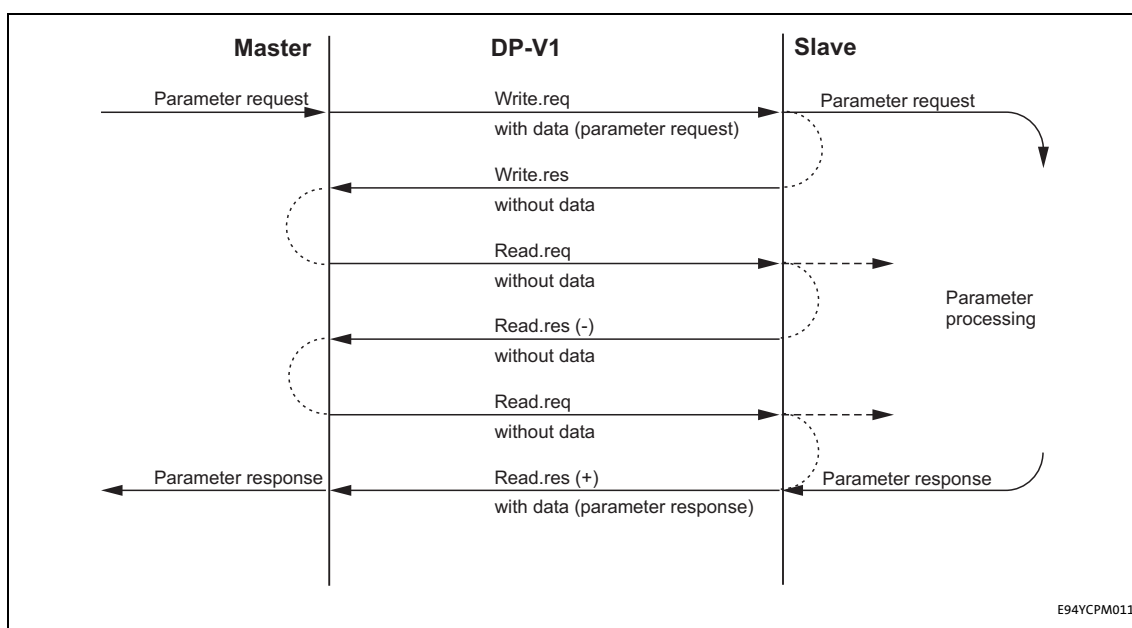 Master
DP-V1
Slave
Parameter request
Write.req
Parameter request
with data (parameter request)
Write.res
without data
Read.req
without data
Parameter
processing
Read.res (-)
without data
Read.req
without data
Parameter response
Read.res (+)
Parameter response
with data (parameter response)
E94YCPM011